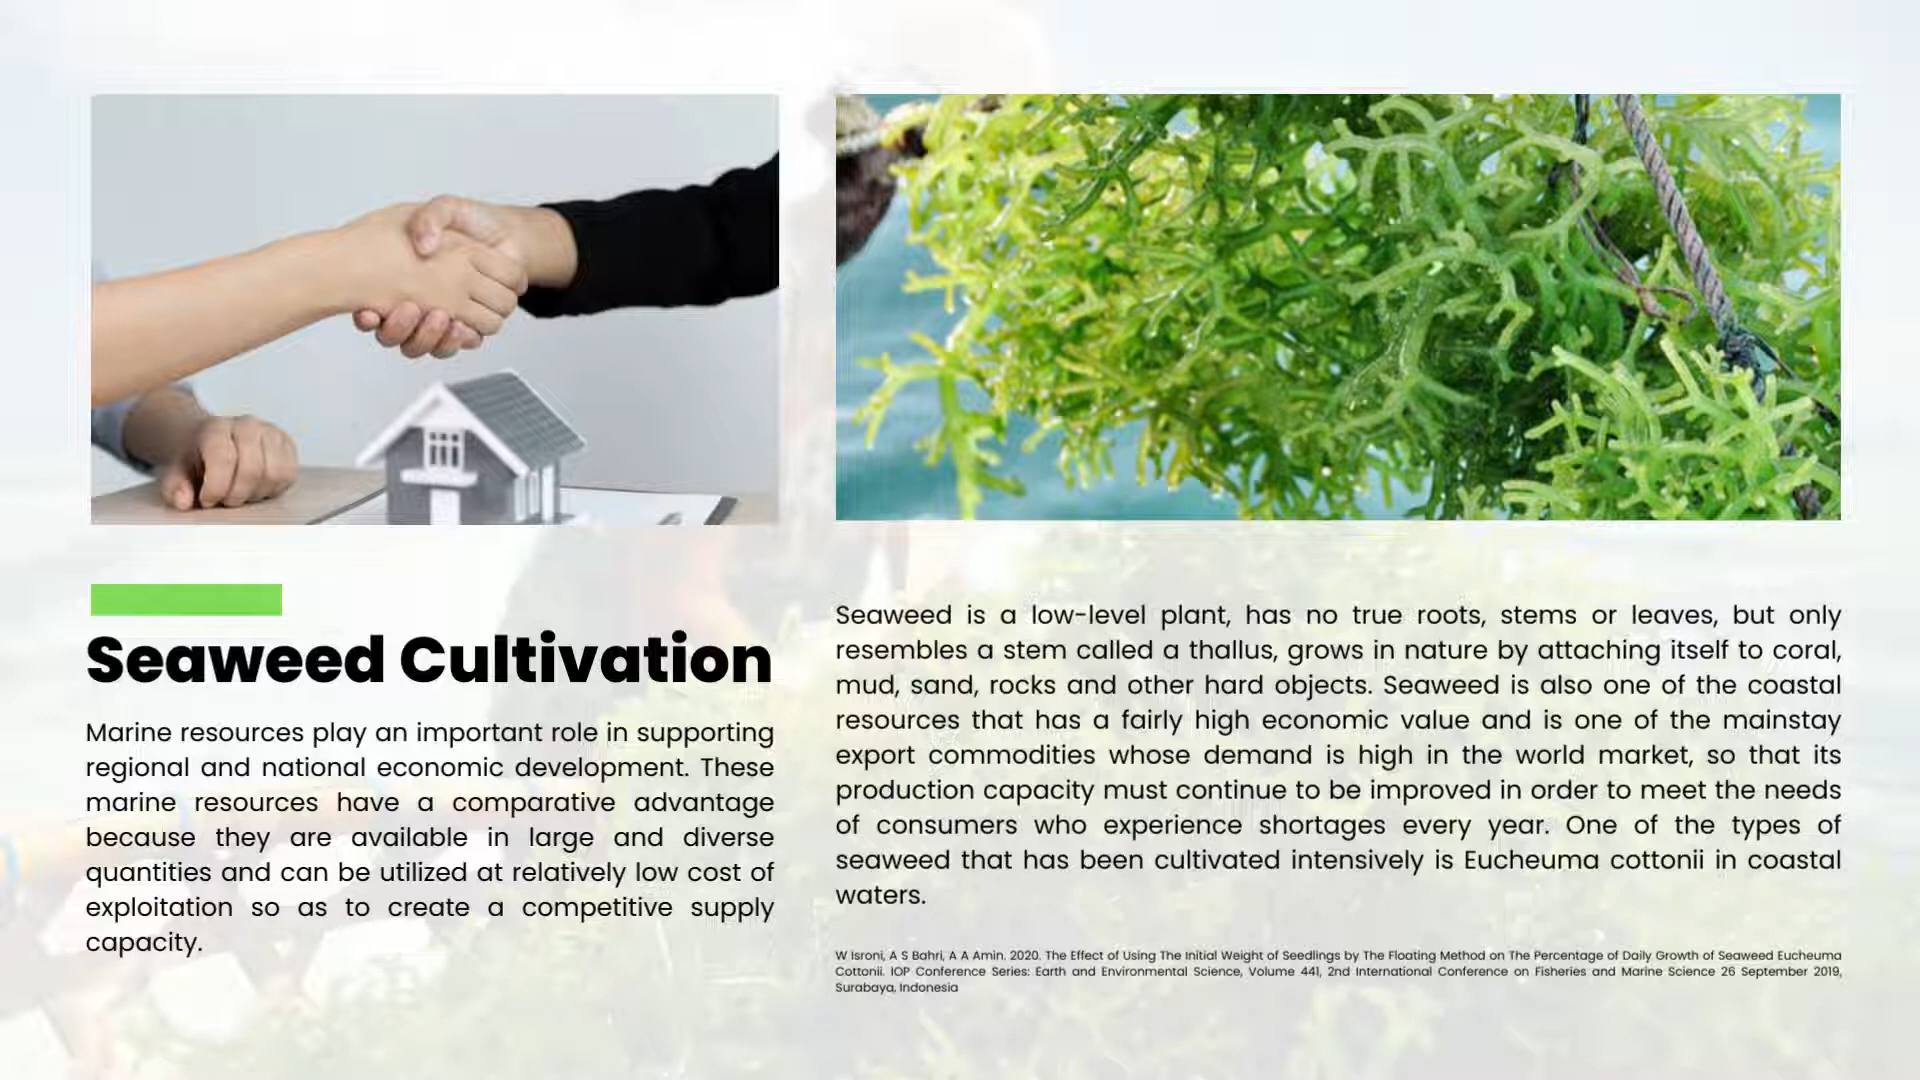 Seaweed Cultivation
Marine resources play an important role in supporting
regional and national economic development. These
marine resources have a comparative advantage
because they are available in large and diverse
quantities and can be utilized at relatively low cost of
exploitation so as to create a competitive supply
capacity.
Seaweed is a low-level plant, has no true roots, stems or leaves, but only
resembles a stem called a thallus, grows in nature by attaching itself to coral,
mud, sand, rocks and other hard objects. Seaweed is also one of the coastal
resources that has a fairly high economic value and is one of the mainstay
export commodities whose demand is high in the world market, so that its
production capacity must continue to be improved in order to meet the needs
of consumers who experience shortages every year. One of the types of
seaweed that has been cultivated intensively is Eucheuma cottonii in coastal
waters.
W Isroni, A S Bahri, A A Amin. 2020. The Effect of Using The Initial Weight of Seedlings by The Floating Method on The Percentage of Daily Growth of Seaweed Eucheuma
Cottonii. IOP Conference Series: Earth and Environmental Science, Volume 441, 2nd International Conference on Fisheries and Marine Science 26 September 2019,
Surabaya, Indonesia